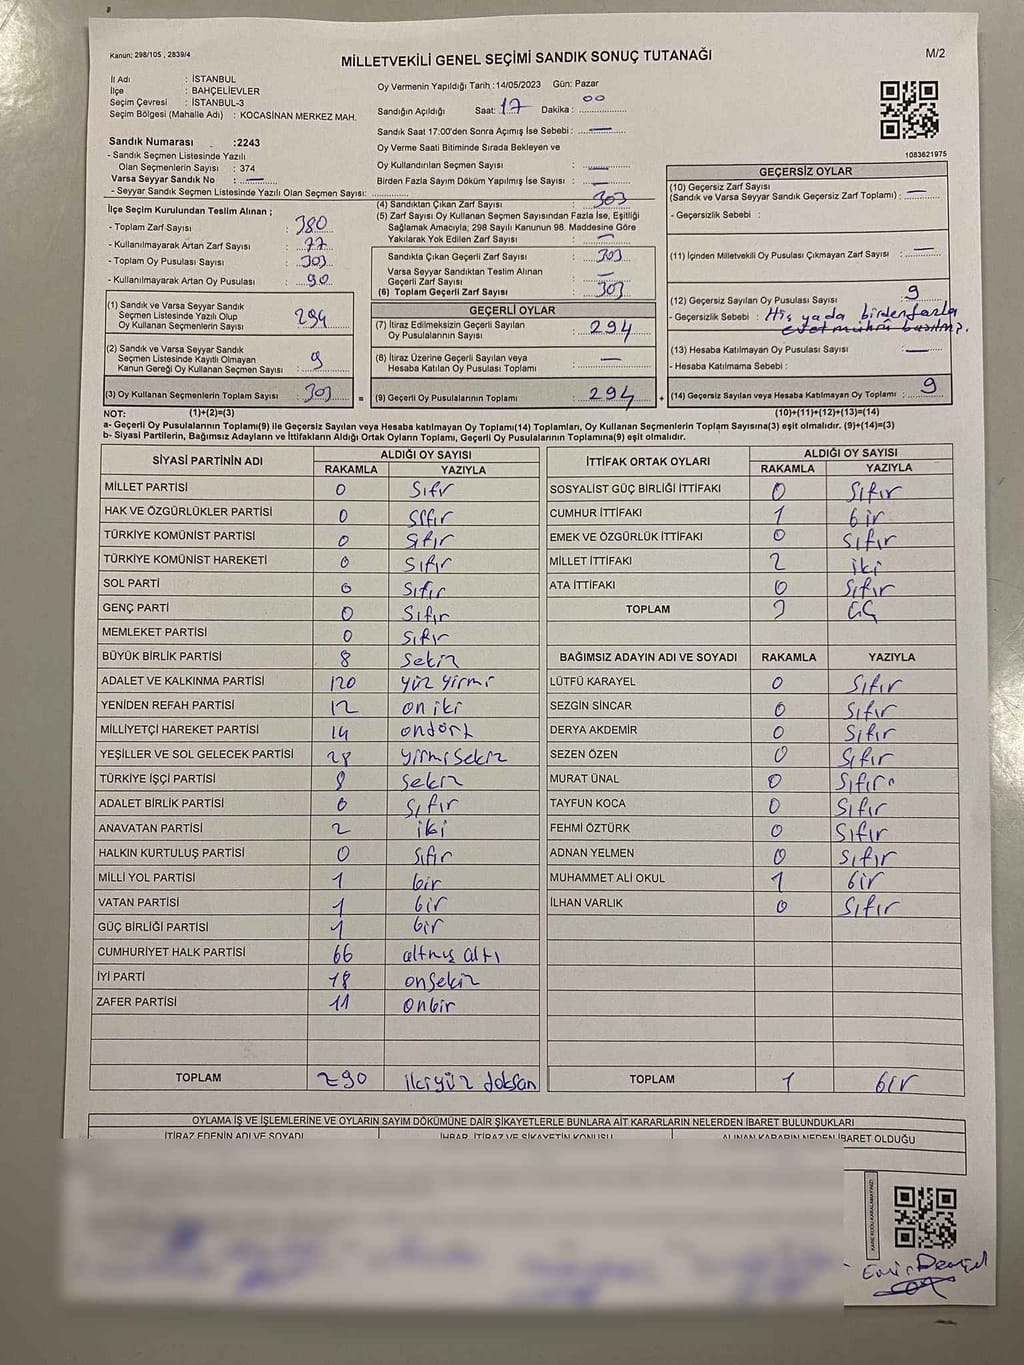 Kanun: 298/105 , 2839/4
MİLLETVEKİLİ GENEL SEÇİMİ SANDIK SONUÇ TUTANAĞI
M/2
İl Adı : İSTANBUL
İlçe : BAHÇELİEVLER
Seçim Çevresi : İSTANBUL-3
Seçim Bölgesi (Mahalle Adı) : KOCASİNAN MERKEZ MAH.
Sandık Numarası :2243
- Sandık Seçmen Listesinde Yazılı
Olan Seçmenlerin Sayısı : 374
Varsa Seyyar Sandık No : —
- Seyyar Sandık Seçmen Listesinde Yazılı Olan Seçmen Sayısı:
Oy Vermenin Yapıldığı Tarih :14/05/2023 Gün: Pazar
Sandığın Açıldığı Saat: 17 Dakika : 00
Sandık Saat 17:00'den Sonra Açımış İse Sebebi : —
Oy Verme Saati Bitiminde Sırada Bekleyen ve
Oy Kullandırılan Seçmen Sayısı : —
Birden Fazla Sayım Döküm Yapılmış İse Sayısı : —
1083621975
İlçe Seçim Kurulundan Teslim Alınan ;
- Toplam Zarf Sayısı : 380
- Kullanılmayarak Artan Zarf Sayısı : 77
- Toplam Oy Pusulası Sayısı : 303
- Kullanılmayarak Artan Oy Pusulası : 90
(1) Sandık ve Varsa Seyyar Sandık
Seçmen Listesinde Yazılı Olup
Oy Kullanan Seçmenlerin Sayısı 294
(2) Sandık ve Varsa Seyyar Sandık
Seçmen Listesinde Kayıtlı Olmayan
Kanun Gereği Oy Kullanan Seçmen Sayısı : 9
(3) Oy Kullanan Seçmenlerin Toplam Sayısı : 303
(4) Sandıktan Çıkan Zarf Sayısı : 303
(5) Zarf Sayısı Oy Kullanan Seçmen Sayısından Fazla İse, Eşitliği
Sağlamak Amacıyla, 298 Sayılı Kanunun 98. Maddesine Göre
Yakılarak Yok Edilen Zarf Sayısı : —
Sandıkta Çıkan Geçerli Zarf Sayısı : 303
Varsa Seyyar Sandıktan Teslim Alınan
Geçerli Zarf Sayısı : —
(6) Toplam Geçerli Zarf Sayısı : 303
GEÇERLİ OYLAR
(7) İtiraz Edilmeksizin Geçerli Sayılan
Oy Pusulalarının Sayısı : 294
(8) İtiraz Üzerine Geçerli Sayılan veya
Hesaba Katılan Oy Pusulası Toplamı : —
= (9) Geçerli Oy Pusulalarının Toplamı : 294 +
GEÇERSİZ OYLAR
(10) Geçersiz Zarf Sayısı
(Sandık ve Varsa Seyyar Sandık Geçersiz Zarf Toplamı) : —
- Geçersizlik Sebebi :
(11) İçinden Milletvekili Oy Pusulası Çıkmayan Zarf Sayısı : —
(12) Geçersiz Sayılan Oy Pusulası Sayısı : 9
- Geçersizlik Sebebi : Hiç yada birden fazla
evet mührü basılmış.
(13) Hesaba Katılmayan Oy Pusulası Sayısı : —
- Hesaba Katılmama Sebebi :
(14) Geçersiz Sayılan veya Hesaba Katılmayan Oy Toplamı : 9
NOT: (1)+(2)=(3) (10)+(11)+(12)+(13)=(14)
a- Geçerli Oy Pusulalarının Toplamı(9) ile Geçersiz Sayılan veya Hesaba katılmayan Oy Toplamı(14) Toplamları, Oy Kullanan Seçmenlerin Toplam Sayısına(3) eşit olmalıdır. (9)+(14)=(3)
b- Siyasi Partilerin, Bağımsız Adayların ve İttifakların Aldığı Ortak Oyların Toplamı, Geçerli Oy Pusulalarının Toplamına(9) eşit olmalıdır.
SİYASİ PARTİNİN ADI ALDIĞI OY SAYISI
RAKAMLA YAZIYLA
MİLLET PARTİSİ 0 Sıfır
HAK VE ÖZGÜRLÜKLER PARTİSİ 0 Sıfır
TÜRKİYE KOMÜNİST PARTİSİ 0 Sıfır
TÜRKİYE KOMÜNİST HAREKETİ 0 Sıfır
SOL PARTİ 0 Sıfır
GENÇ PARTİ 0 Sıfır
MEMLEKET PARTİSİ 0 Sıfır
BÜYÜK BİRLİK PARTİSİ 8 Sekiz
ADALET VE KALKINMA PARTİSİ 120 yüz yirmi
YENİDEN REFAH PARTİSİ 12 on iki
MİLLİYETÇİ HAREKET PARTİSİ 14 ondört
YEŞİLLER VE SOL GELECEK PARTİSİ 28 yirmi Sekiz
TÜRKİYE İŞÇİ PARTİSİ 8 Sekiz
ADALET BİRLİK PARTİSİ 0 Sıfır
ANAVATAN PARTİSİ 2 iki
HALKIN KURTULUŞ PARTİSİ 0 Sıfır
MİLLİ YOL PARTİSİ 1 bir
VATAN PARTİSİ 1 bir
GÜÇ BİRLİĞİ PARTİSİ 1 bir
CUMHURİYET HALK PARTİSİ 66 altmış altı
İYİ PARTİ 18 onsekiz
ZAFER PARTİSİ 11 onbir
TOPLAM 290 ikiyüz doksan
İTTİFAK ORTAK OYLARI ALDIĞI OY SAYISI
RAKAMLA YAZIYLA
SOSYALİST GÜÇ BİRLİĞİ İTTİFAKI 0 Sıfır
CUMHUR İTTİFAKI 1 bir
EMEK VE ÖZGÜRLÜK İTTİFAKI 0 Sıfır
MİLLET İTTİFAKI 2 iki
ATA İTTİFAKI 0 Sıfır
TOPLAM 3 üç
BAĞIMSIZ ADAYIN ADI VE SOYADI RAKAMLA YAZIYLA
LÜTFÜ KARAYEL 0 Sıfır
SEZGİN SİNCAR 0 Sıfır
DERYA AKDEMİR 0 Sıfır
SEZEN ÖZEN 0 Sıfır
MURAT ÜNAL 0 Sıfır
TAYFUN KOCA 0 Sıfır
FEHMİ ÖZTÜRK 0 Sıfır
ADNAN YELMEN 0 Sıfır
MUHAMMET ALİ OKUL 1 bir
İLHAN VARLIK 0 Sıfır
TOPLAM 1 bir
OYLAMA İŞ VE İŞLEMLERİNE VE OYLARIN SAYIM DÖKÜMÜNE DAİR ŞİKAYETLERLE BUNLARA AİT KARARLARIN NELERDEN İBARET BULUNDUKLARI
İTİRAZ EDENİN ADI VE SOYADI İHBAR, İTİRAZ VE ŞİKAYETİN KONUSU ALINAN KARARIN NEDEN İBARET OLDUĞU
KARE KODU KARALAMAYINIZ!